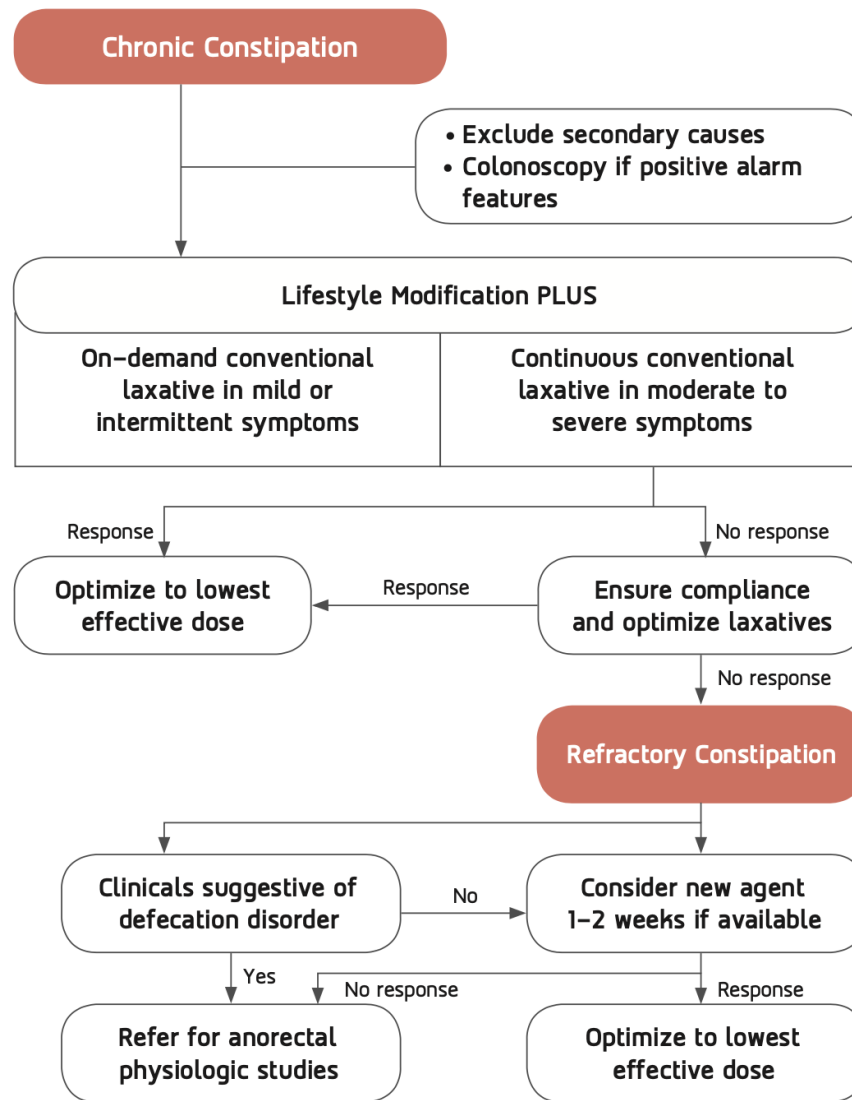 Chronic Constipation
• Exclude secondary causes
• Colonoscopy if positive alarm
features
Lifestyle Modification PLUS
On-demand conventional
laxative in mild or
intermittent symptoms
Continuous conventional
laxative in moderate to
severe symptoms
Response
No response
Optimize to lowest
effective dose
Response
Ensure compliance
and optimize laxatives
No response
Refractory Constipation
Clinicals suggestive of
defecation disorder
No
Consider new agent
1–2 weeks if available
Yes
No response
Response
Refer for anorectal
physiologic studies
Optimize to lowest
effective dose